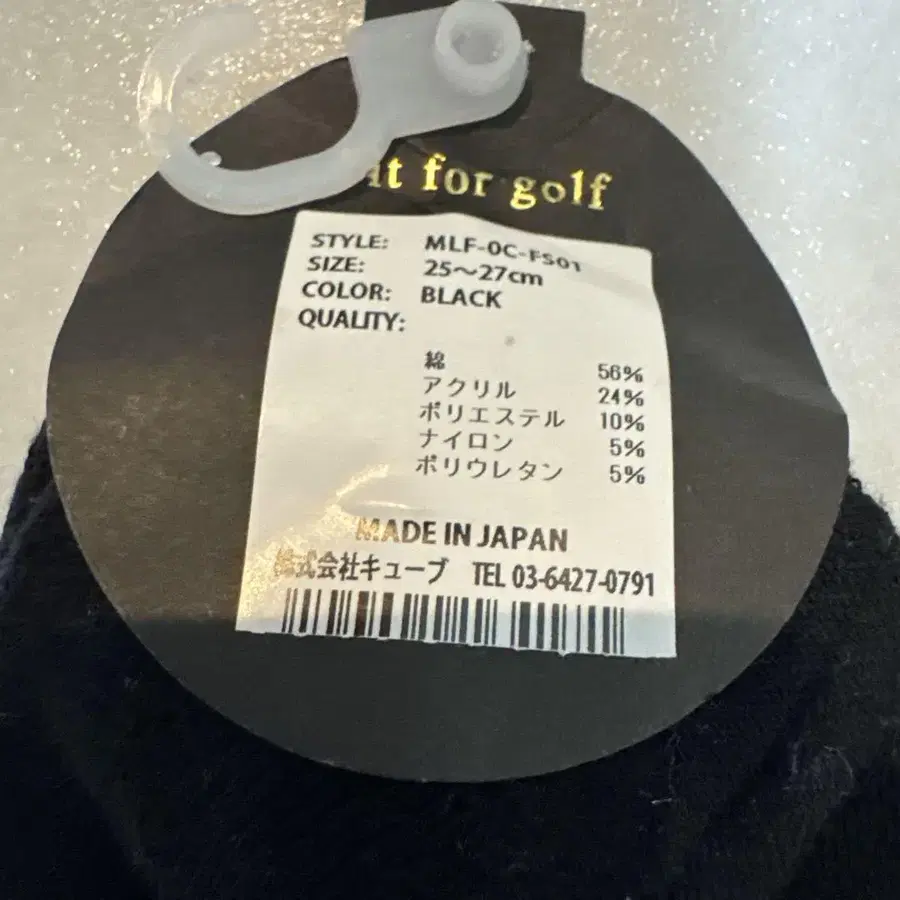 for golf
STYLE: MLF-0C-FS01
SIZE: 25〜27cm
COLOR: BLACK
QUALITY:
綿 56%
アクリル 24%
ポリエステル 10%
ナイロン 5%
ポリウレタン 5%
MADE IN JAPAN
株式会社キューブ TEL 03-6427-0791